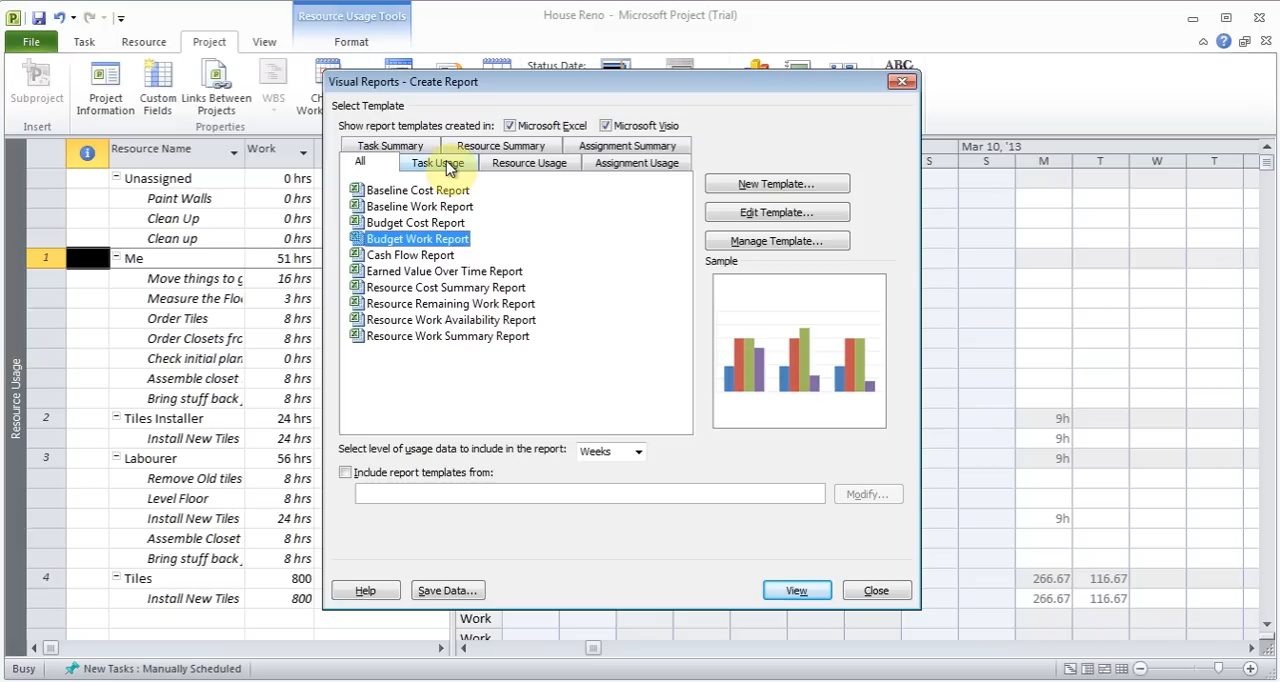 Resource Usage Tools
House Reno - Microsoft Project (Trial)
File Task Resource Project View Format
Subproject
Project Information
Custom Fields
Links Between Projects
WBS
Status Date:
ABC
Insert
Properties
Visual Reports - Create Report
Select Template
Show report templates created in: Microsoft Excel Microsoft Visio
Task Summary Resource Summary Assignment Summary
All Task Usage Resource Usage Assignment Usage
Baseline Cost Report
Baseline Work Report
Budget Cost Report
Budget Work Report
Cash Flow Report
Earned Value Over Time Report
Resource Cost Summary Report
Resource Remaining Work Report
Resource Work Availability Report
Resource Work Summary Report
New Template...
Edit Template...
Manage Template...
Sample
Select level of usage data to include in the report: Weeks
Include report templates from:
Modify...
Help Save Data... View Close
Resource Usage
Resource Name Work
Unassigned 0 hrs
Paint Walls 0 hrs
Clean Up 0 hrs
Clean up 0 hrs
1 Me 51 hrs
Move things to g 16 hrs
Measure the Floo 3 hrs
Order Tiles 8 hrs
Order Closets fro 8 hrs
Check initial plan 0 hrs
Assemble closet 8 hrs
Bring stuff back 8 hrs
2 Tiles Installer 24 hrs
Install New Tiles 24 hrs
3 Labourer 56 hrs
Remove Old tiles 8 hrs
Level Floor 8 hrs
Install New Tiles 24 hrs
Assemble Closet 8 hrs
Bring stuff back 8 hrs
4 Tiles 800
Install New Tiles 800
Mar 10, '13
S S M T W T
9h
9h
9h
9h
266.67 116.67
266.67 116.67
Work
Work
Busy New Tasks : Manually Scheduled